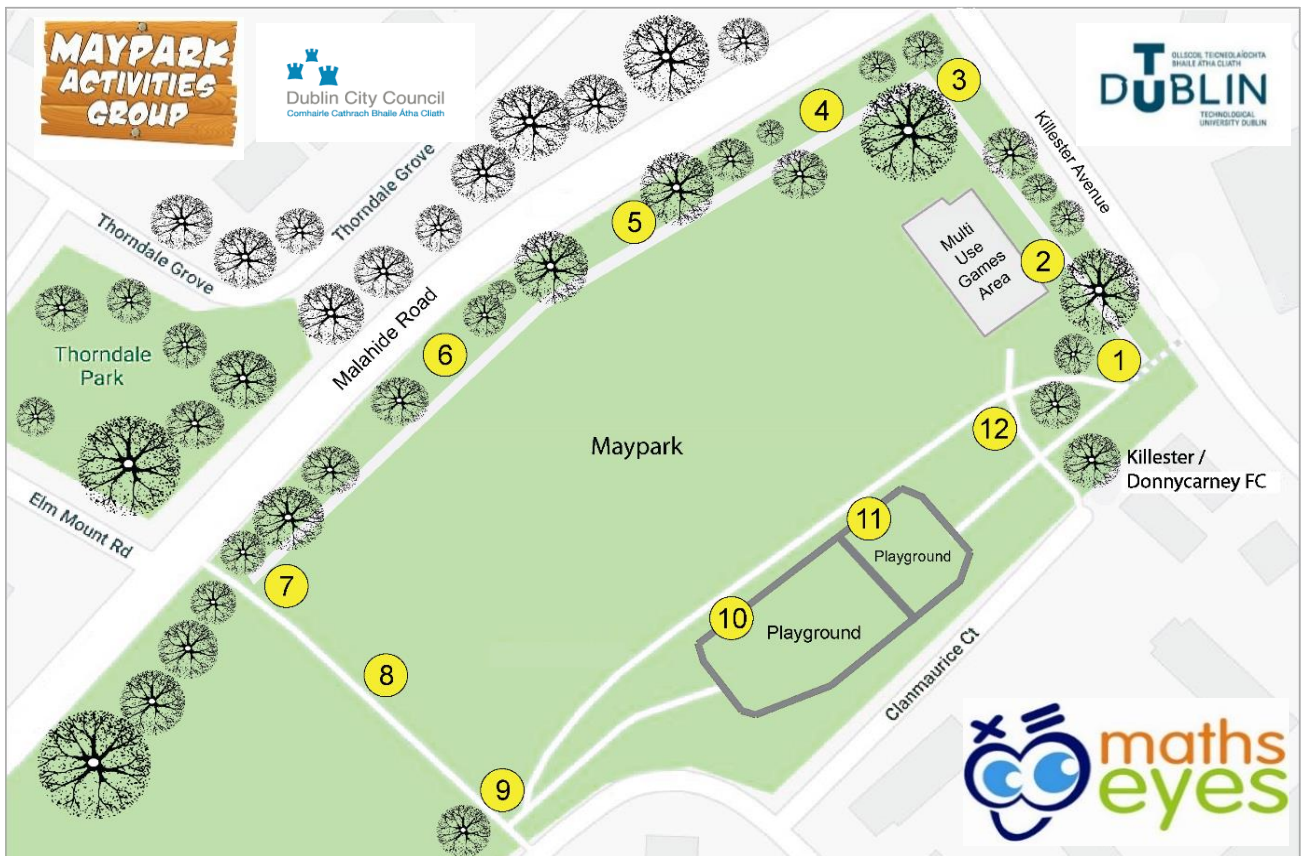 MAYPARK
ACTIVITIES
GROUP
Dublin City Council
Comhairle Cathrach Bhaile Átha Cliath
OLLSCOIL TEICNEOLAÍOCHTA
BHAILE ÁTHA CLIATH
T
DUBLIN
TECHNOLOGICAL
UNIVERSITY DUBLIN
3
4
Killester Avenue
Thorndale Grove
Thorndale Grove
5
2
Multi
Use
Games
Area
Malahide Road
6
1
Thorndale
Park
12
Maypark
Killester /
Donnycarney FC
Elm Mount Rd
11
Playground
7
10
Playground
8
Clanmaurice Ct
9
maths
eyes